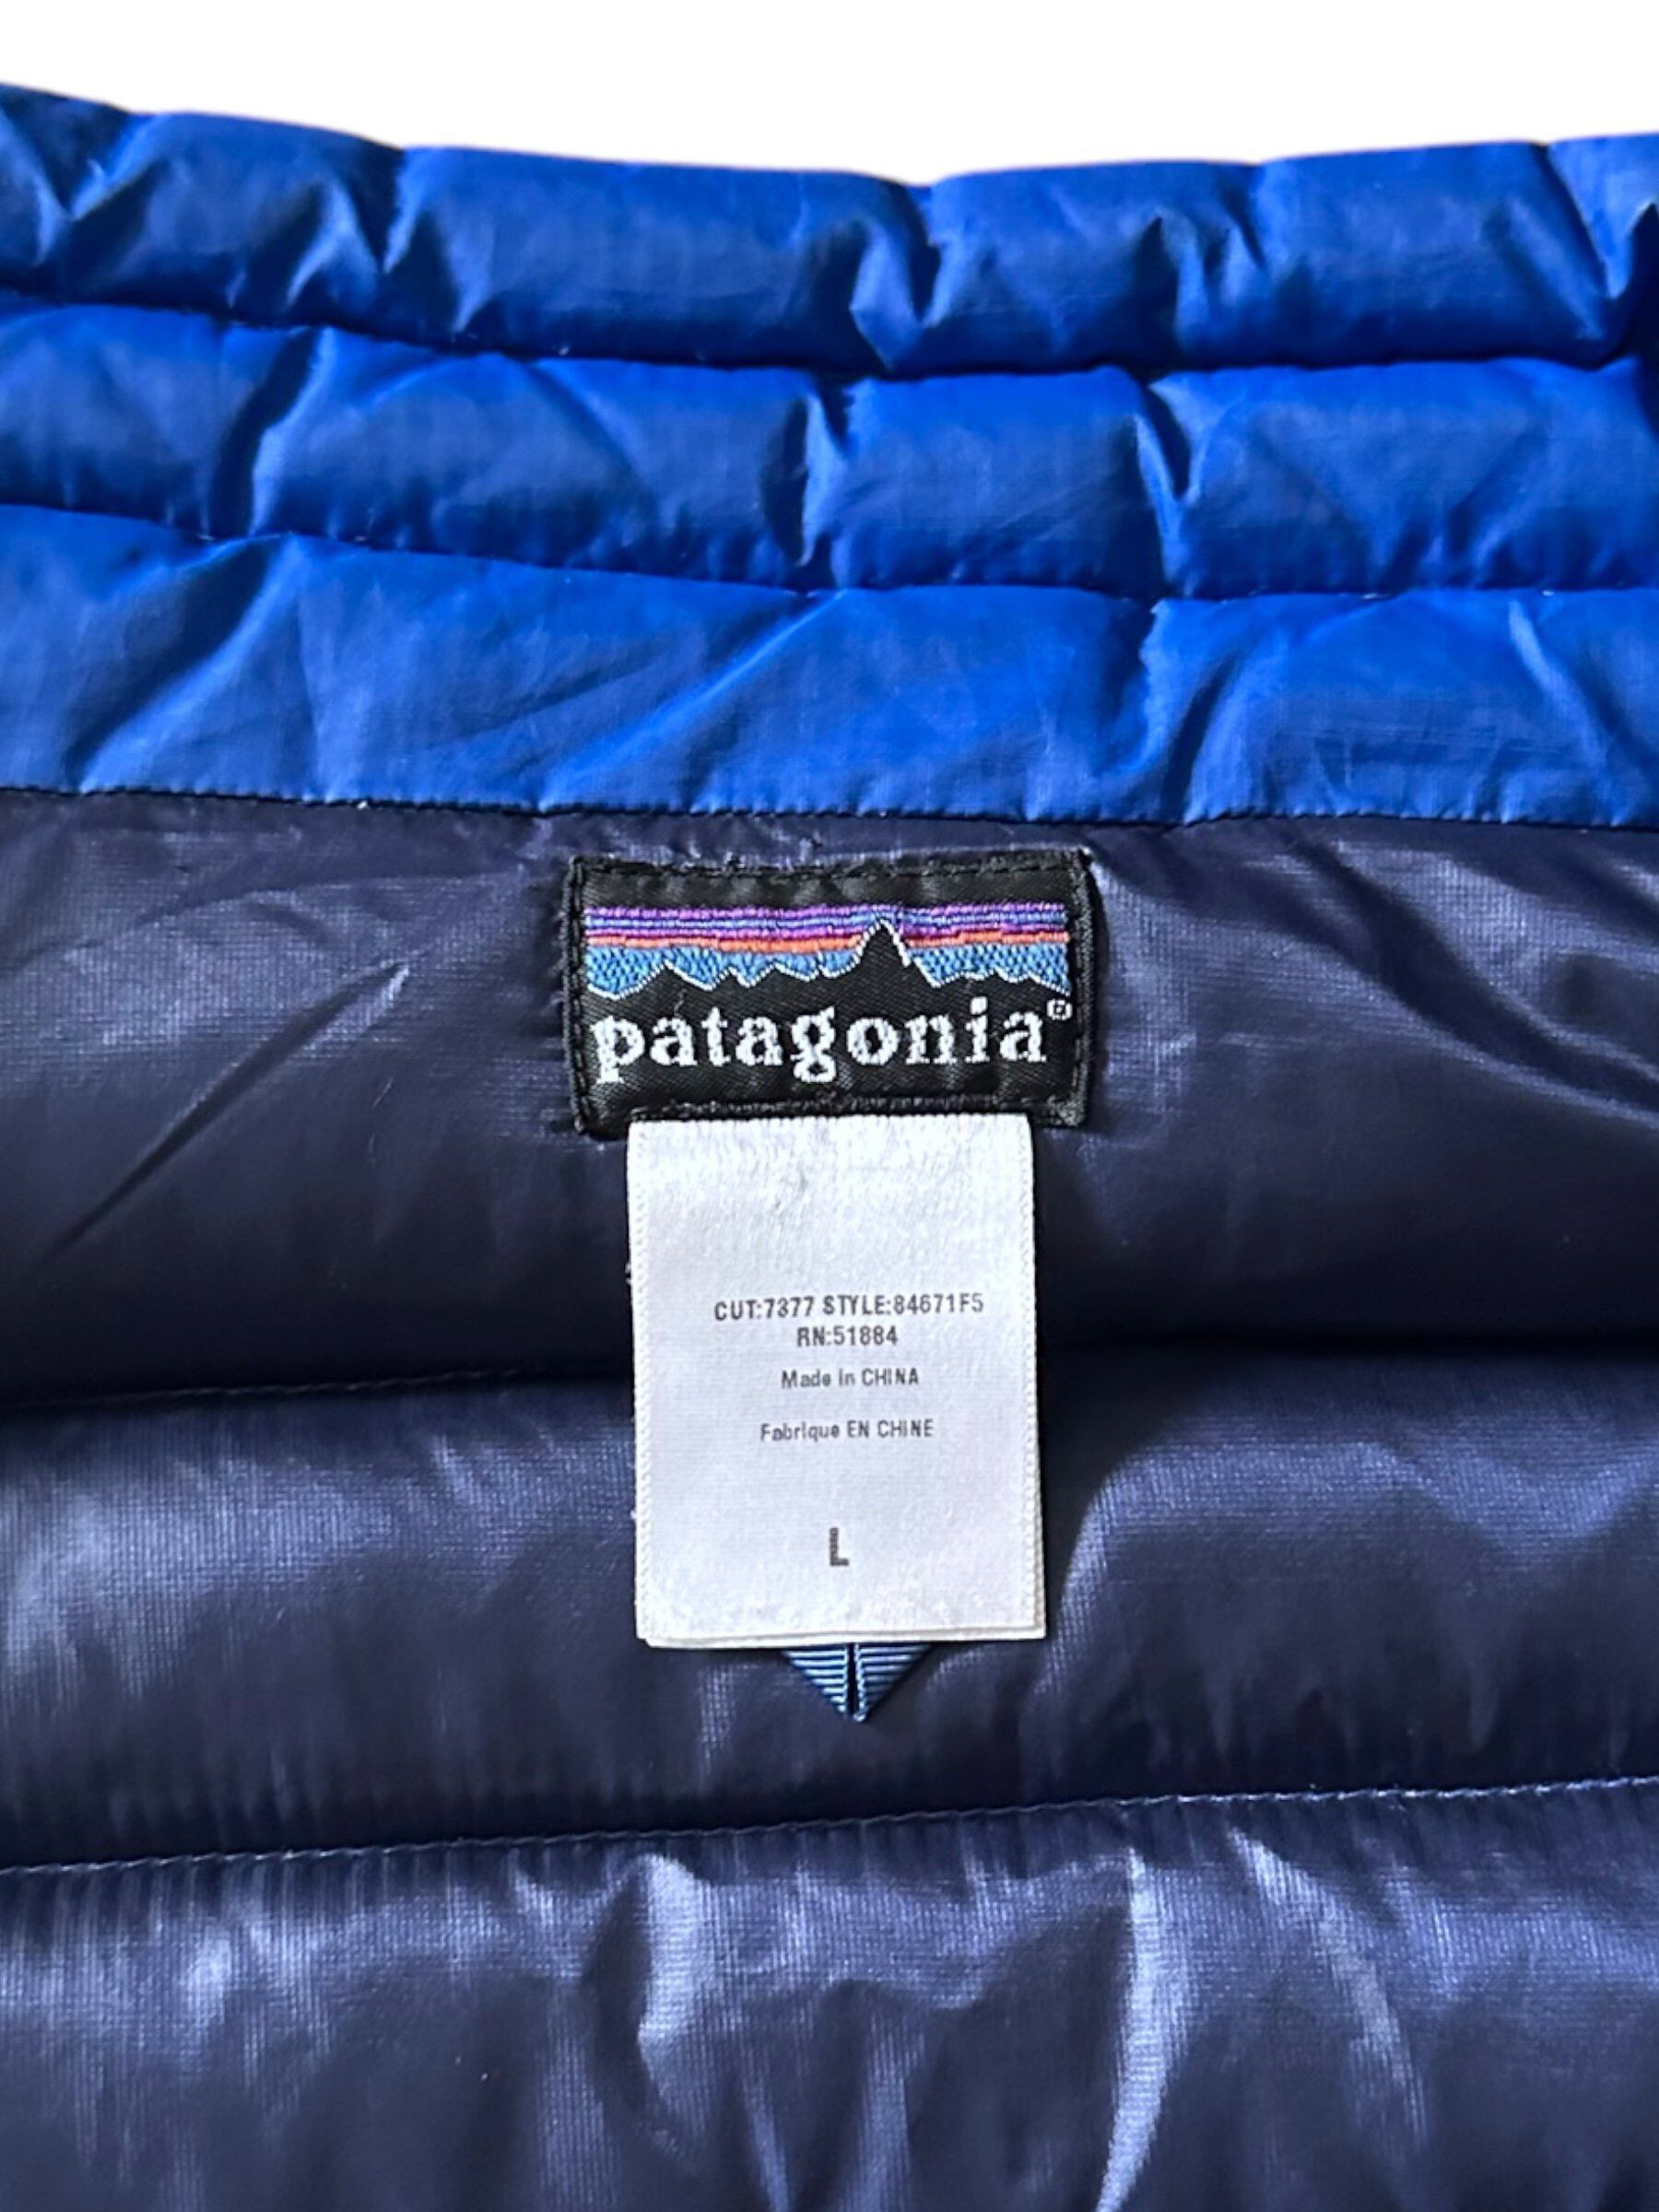 patagonia®
CUT:7377 STYLE:84671F5
RN:51884
Made in CHINA
Fabrique EN CHINE
L